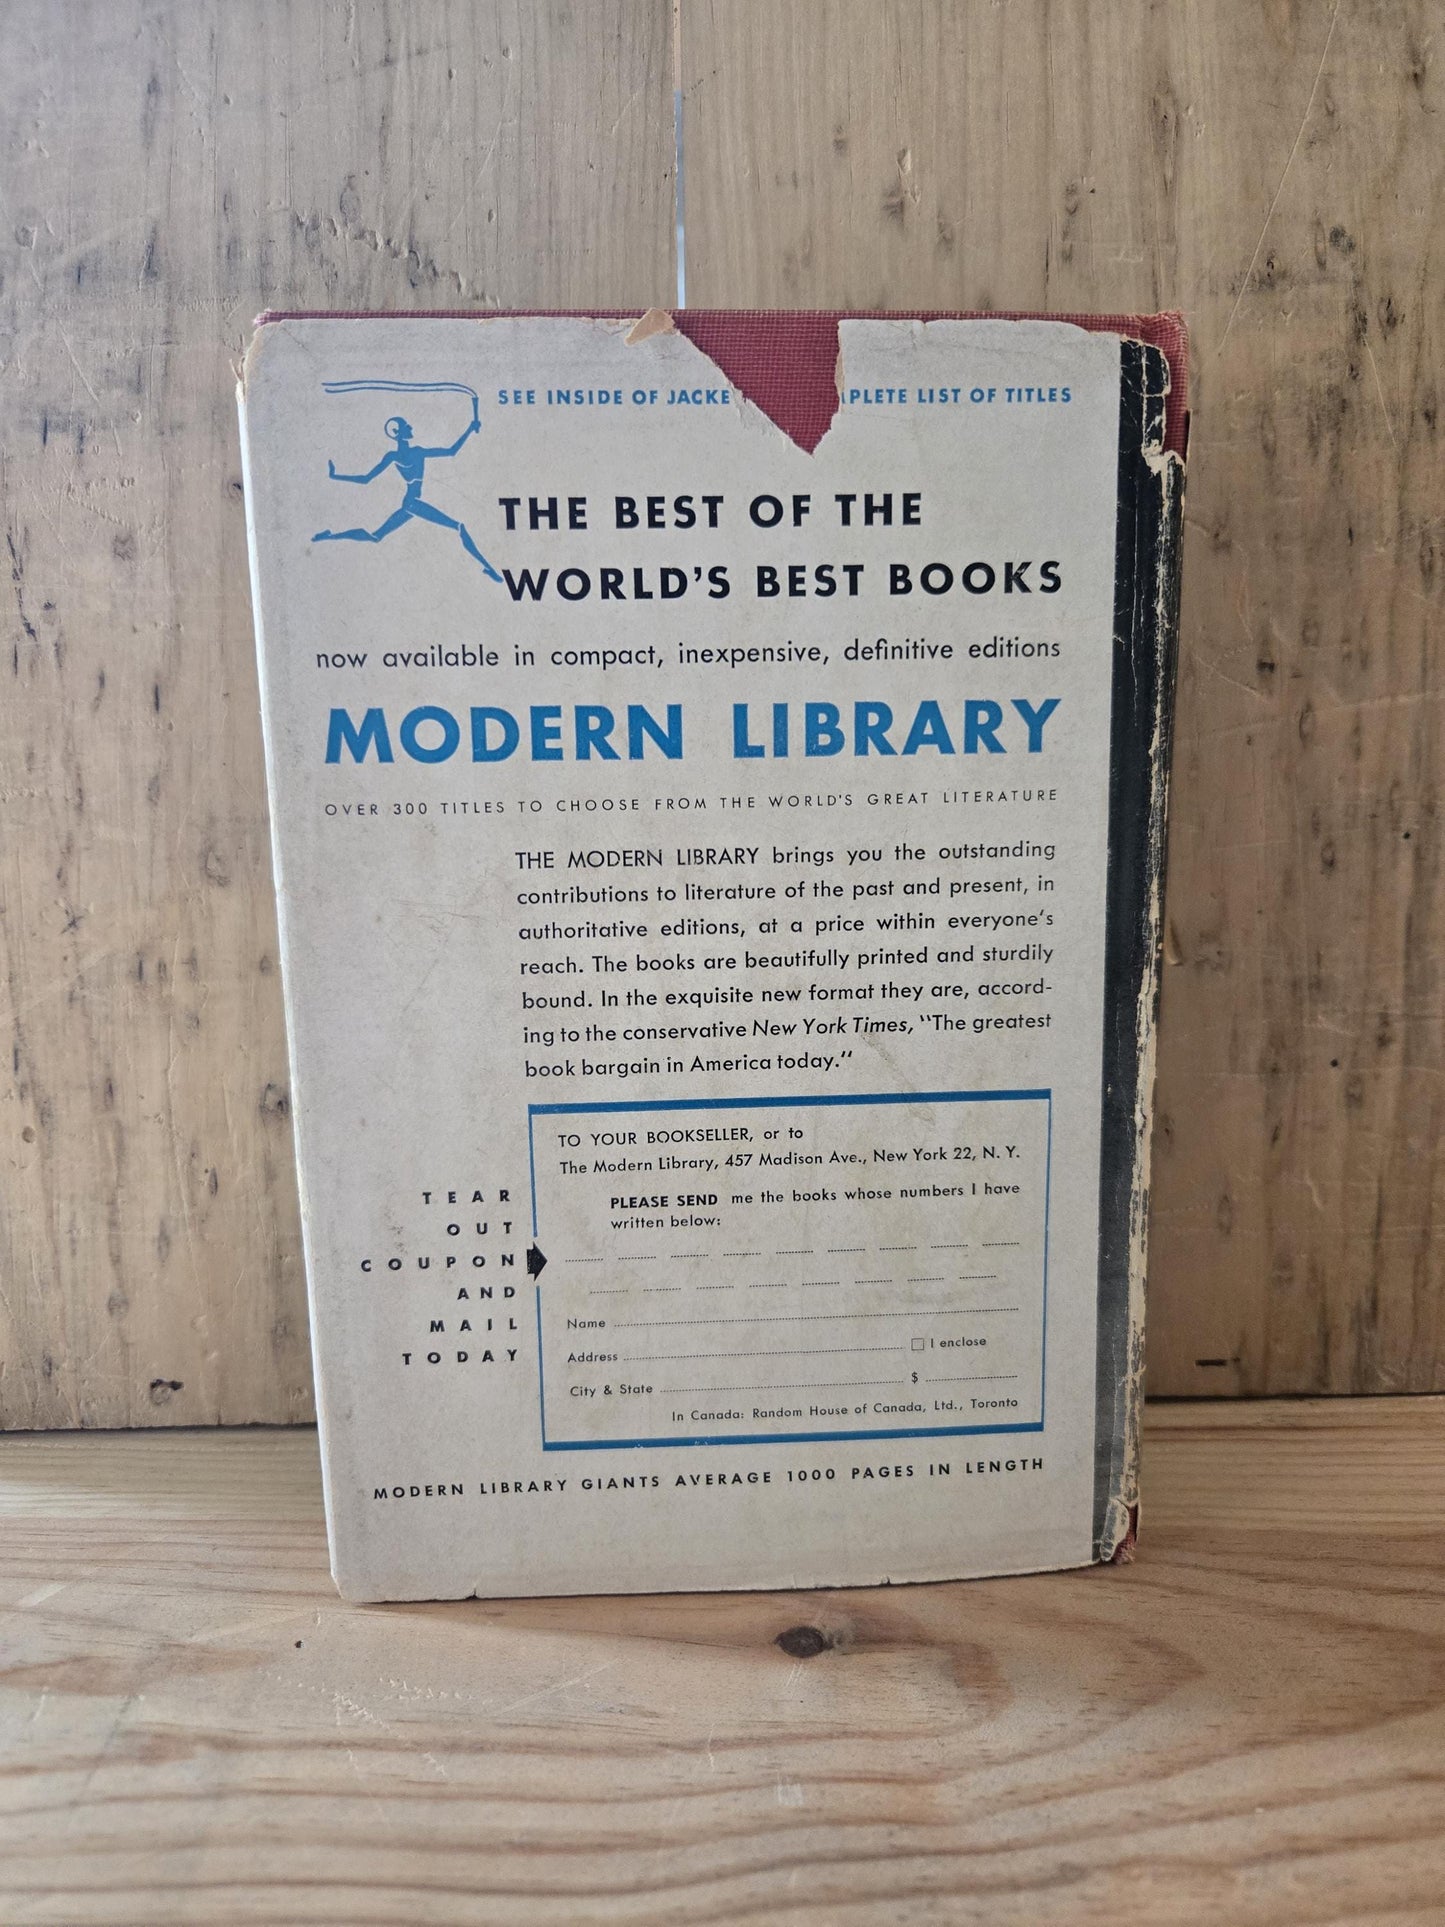 SEE INSIDE OF JACKE PLETE LIST OF TITLES
THE BEST OF THE
WORLD'S BEST BOOKS
now available in compact, inexpensive, definitive editions
MODERN LIBRARY
OVER 300 TITLES TO CHOOSE FROM THE WORLD'S GREAT LITERATURE
THE MODERN LIBRARY brings you the outstanding
contributions to literature of the past and present, in
authoritative editions, at a price within everyone's
reach. The books are beautifully printed and sturdily
bound. In the exquisite new format they are, accord-
ing to the conservative New York Times, "The greatest
book bargain in America today."
TEAR
OUT
COUPON
AND
MAIL
TODAY
TO YOUR BOOKSELLER, or to
The Modern Library, 457 Madison Ave., New York 22, N. Y.
PLEASE SEND me the books whose numbers I have
written below:
Name
Address I enclose
City & State $
In Canada: Random House of Canada, Ltd., Toronto
MODERN LIBRARY GIANTS AVERAGE 1000 PAGES IN LENGTH